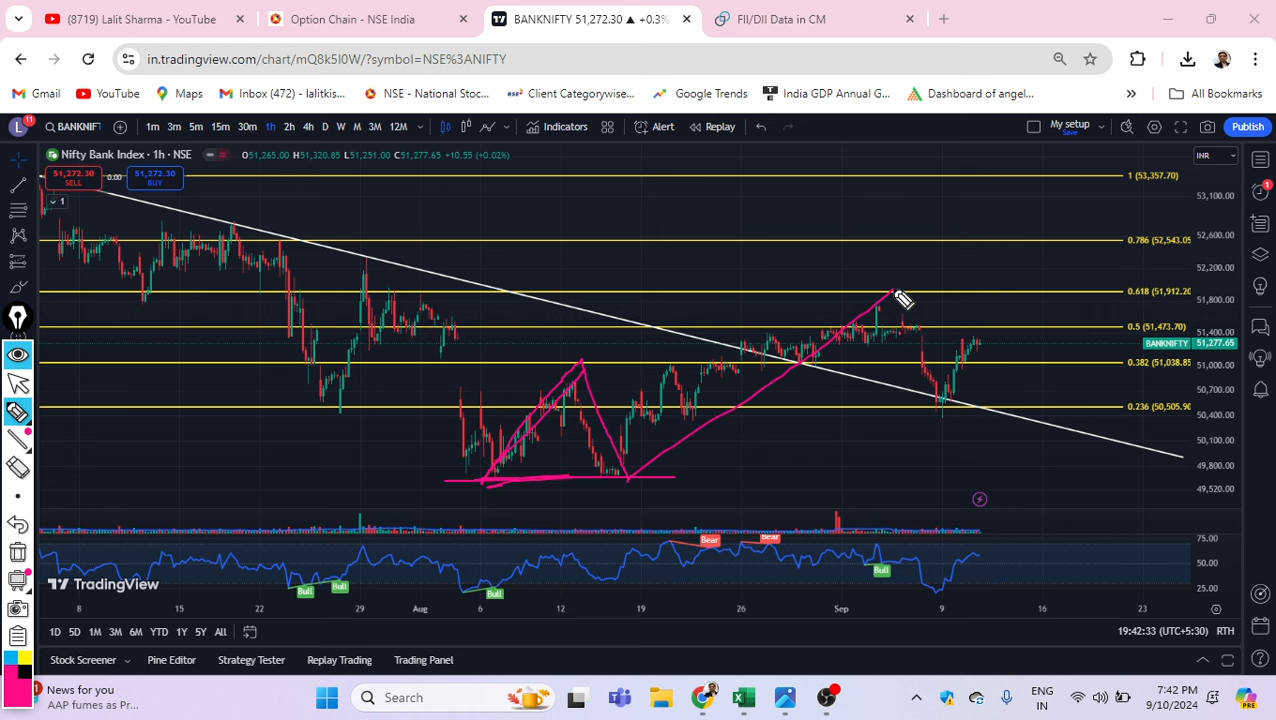 (8719) Lalit Sharma - YouTube
Option Chain - NSE India
BANKNIFTY 51,272.30 ▲ +0.3%
FII/DII Data in CM
in.tradingview.com/chart/mQ8k5I0W/?symbol=NSE%3ANIFTY
Gmail YouTube Maps Inbox (472) - lalitkis... NSE - National Stoc... Client Categorywise... Google Trends India GDP Annual G... Dashboard of angel... All Bookmarks
L 11 BANKNIFT 1m 3m 5m 15m 30m 1h 2h 4h D W M 3M 12M Indicators Alert Replay My setup Save Publish
Nifty Bank Index · 1h · NSE O51,265.00 H51,320.85 L51,251.00 C51,277.65 +10.55 (+0.02%) INR
51,272.30 SELL 0.00 51,272.30 BUY
1
1 (53,357.70)
53,100.00
0.786 (52,543.05
52,600.00
52,200.00
0.618 (51,912.20
51,800.00
0.5 (51,473.70)
51,400.00
BANKNIFTY 51,277.65
0.382 (51,038.85
51,000.00
50,700.00
0.236 (50,505.90
50,400.00
50,100.00
49,800.00
49,520.00
75.00
Bear Bear
50.00
Bull
TradingView
Bull Bull Bull
25.00
8 15 22 29 Aug 6 12 19 26 Sep 9 16 23
1D 5D 1M 3M 6M YTD 1Y 5Y All 19:42:33 (UTC+5:30) RTH
Stock Screener Pine Editor Strategy Tester Replay Trading Trading Panel
News for you
AAP fumes as Pr...
Search
ENG
IN
7:42 PM
9/10/2024